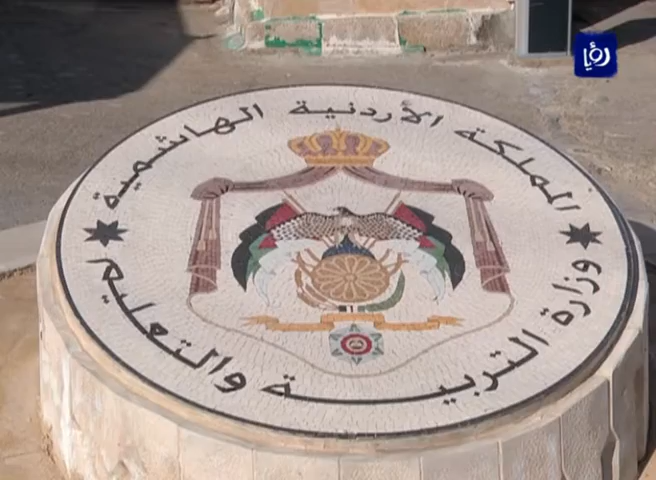 رؤيا
المملكة الأردنية الهاشمية
وزارة التربية والتعليم